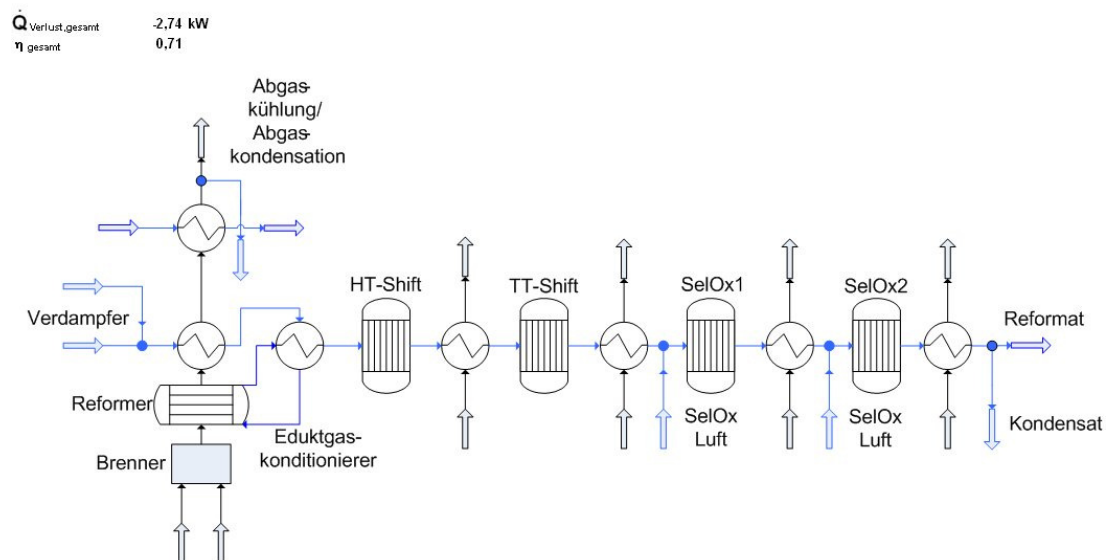 Q̇ Verlust,gesamt -2,74 kW
η gesamt 0,71
Abgas-
kühlung/
Abgas-
kondensation
HT-Shift
TT-Shift
SelOx1
SelOx2
Verdampfer
Reformat
Reformer
SelOx
Luft
SelOx
Luft
Kondensat
Eduktgas-
konditionierer
Brenner